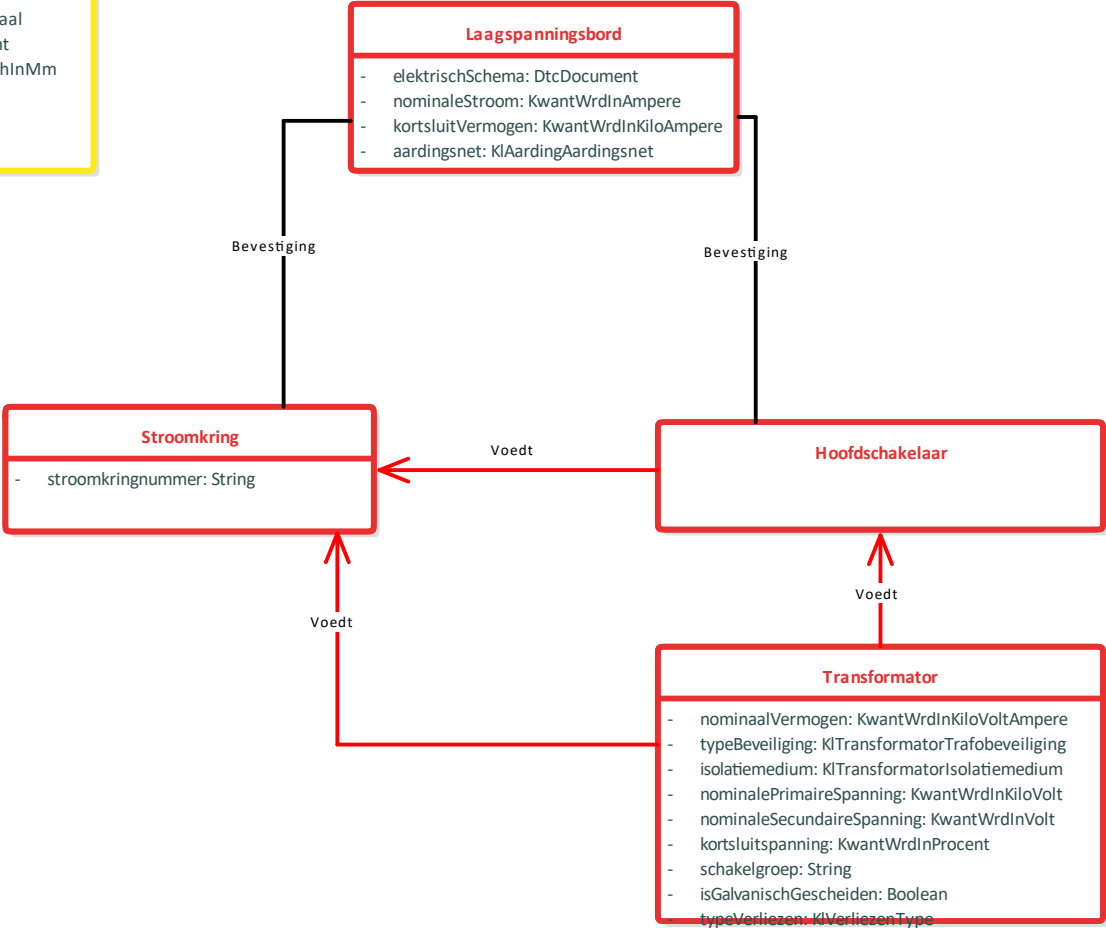 aal
nt
hInMm
Laagspanningsbord
- elektrischSchema: DtcDocument
- nominaleStroom: KwantWrdInAmpere
- kortsluitVermogen: KwantWrdInKiloAmpere
- aardingsnet: KlAardingAardingsnet
Bevestiging
Bevestiging
Stroomkring
- stroomkringnummer: String
Voedt
Hoofdschakelaar
Voedt
Voedt
Transformator
- nominaalVermogen: KwantWrdInKiloVoltAmpere
- typeBeveiliging: KlTransformatorTrafobeveiliging
- isolatiemedium: KlTransformatorIsolatiemedium
- nominalePrimaireSpanning: KwantWrdInKiloVolt
- nominaleSecundaireSpanning: KwantWrdInVolt
- kortsluitspanning: KwantWrdInProcent
- schakelgroep: String
- isGalvanischGescheiden: Boolean
- typeVerliezen: KlVerliezenType